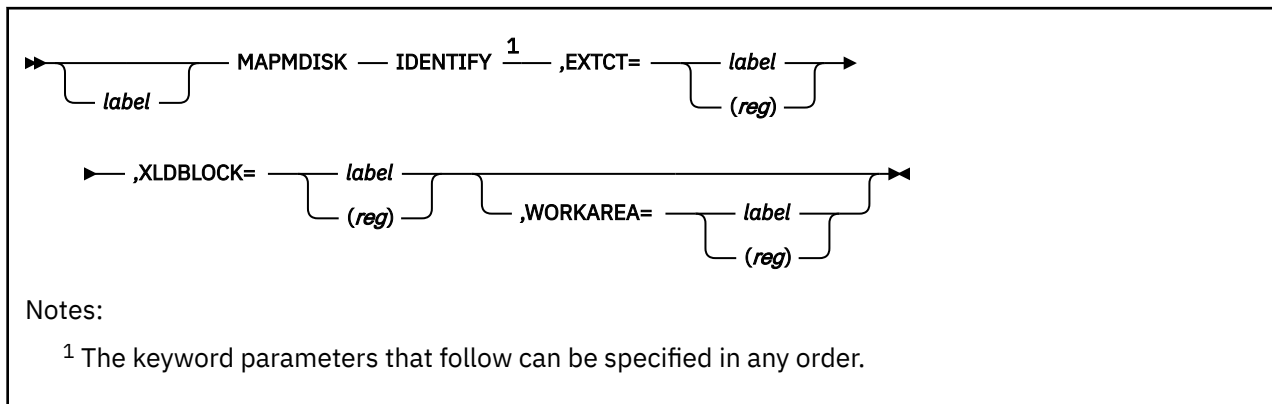 MAPMDISK IDENTIFY 1 ,EXTCT= label
label (reg)
,XLDBLOCK= label
(reg) ,WORKAREA= label
(reg)
Notes:
1 The keyword parameters that follow can be specified in any order.